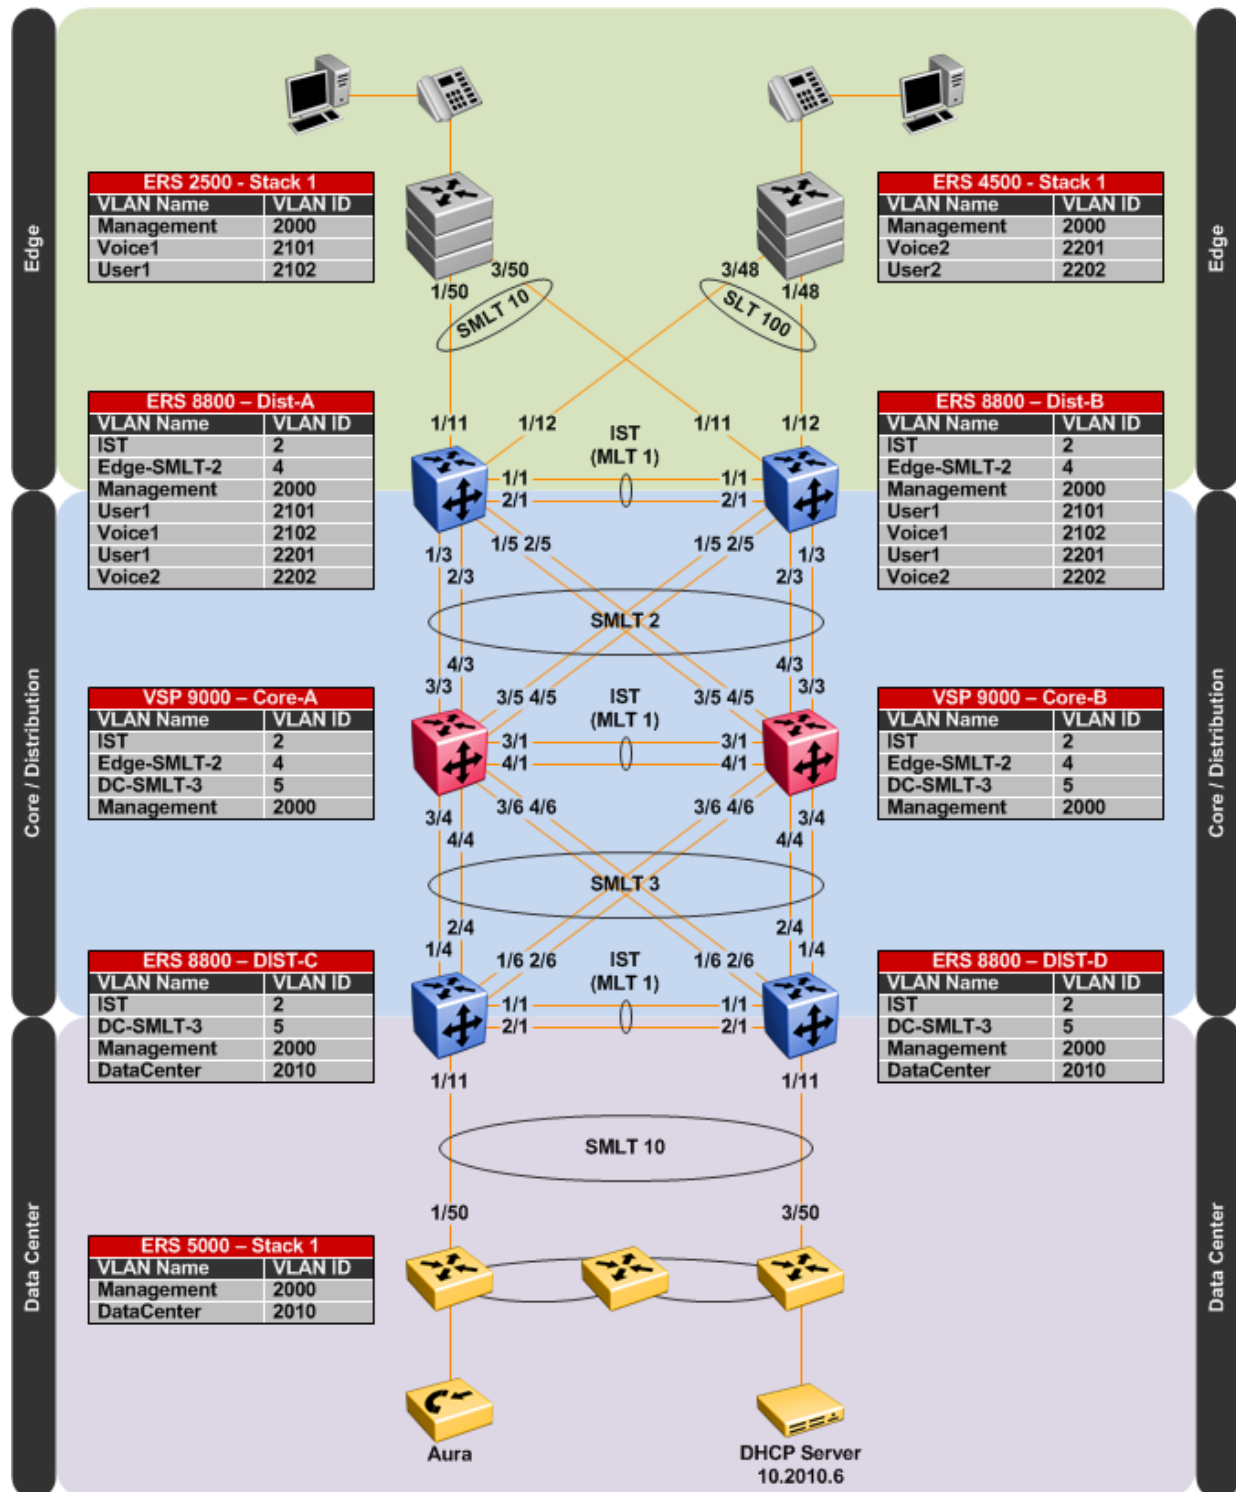 Edge
Edge
ERS 2500 - Stack 1
VLAN Name VLAN ID
Management 2000
Voice1 2101
User1 2102
ERS 4500 - Stack 1
VLAN Name VLAN ID
Management 2000
Voice2 2201
User2 2202
3/50
1/50
SMLT 10
3/48
1/48
SLT 100
ERS 8800 – Dist-A
VLAN Name VLAN ID
IST 2
Edge-SMLT-2 4
Management 2000
User1 2101
Voice1 2102
User1 2201
Voice2 2202
1/11
1/12
IST
(MLT 1)
1/11
1/12
1/1
1/1
2/1
2/1
ERS 8800 – Dist-B
VLAN Name VLAN ID
IST 2
Edge-SMLT-2 4
Management 2000
User1 2101
Voice1 2102
User1 2201
Voice2 2202
1/3
2/3
1/5 2/5
1/5 2/5
2/3
1/3
SMLT 2
Core / Distribution
Core / Distribution
4/3
3/3
3/5 4/5
IST
(MLT 1)
3/5 4/5
4/3
3/3
VSP 9000 – Core-A
VLAN Name VLAN ID
IST 2
Edge-SMLT-2 4
DC-SMLT-3 5
Management 2000
3/1
3/1
4/1
4/1
VSP 9000 – Core-B
VLAN Name VLAN ID
IST 2
Edge-SMLT-2 4
DC-SMLT-3 5
Management 2000
3/4
4/4
3/6 4/6
3/6 4/6
3/4
4/4
SMLT 3
2/4
1/4
1/6 2/6
IST
(MLT 1)
1/6 2/6
2/4
1/4
ERS 8800 – DIST-C
VLAN Name VLAN ID
IST 2
DC-SMLT-3 5
Management 2000
DataCenter 2010
1/1
1/1
2/1
2/1
ERS 8800 – DIST-D
VLAN Name VLAN ID
IST 2
DC-SMLT-3 5
Management 2000
DataCenter 2010
1/11
1/11
SMLT 10
Data Center
Data Center
1/50
3/50
ERS 5000 – Stack 1
VLAN Name VLAN ID
Management 2000
DataCenter 2010
Aura
DHCP Server
10.2010.6